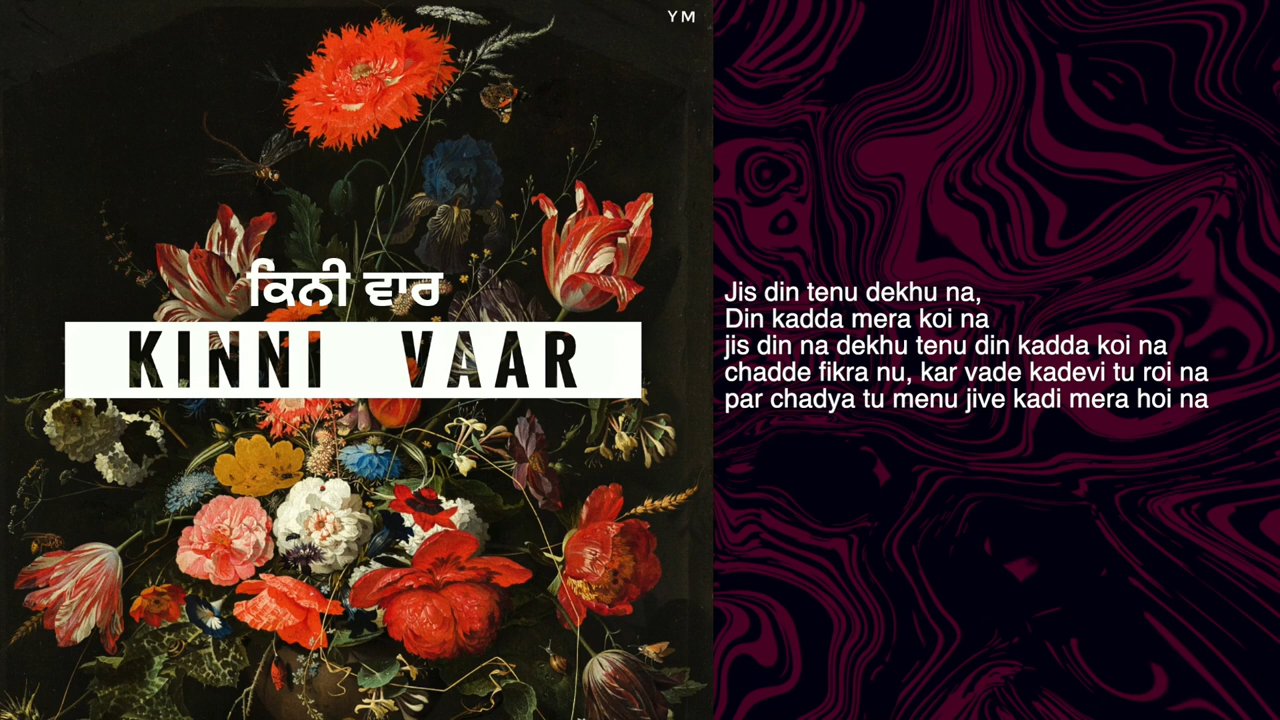 YM
ਕਿਨੀ ਵਾਰ
KINNI VAAR
Jis din tenu dekhu na,
Din kadda mera koi na
jis din na dekhu tenu din kadda koi na
chadde fikra nu, kar vade kadevi tu roi na
par chadya tu menu jive kadi mera hoi na